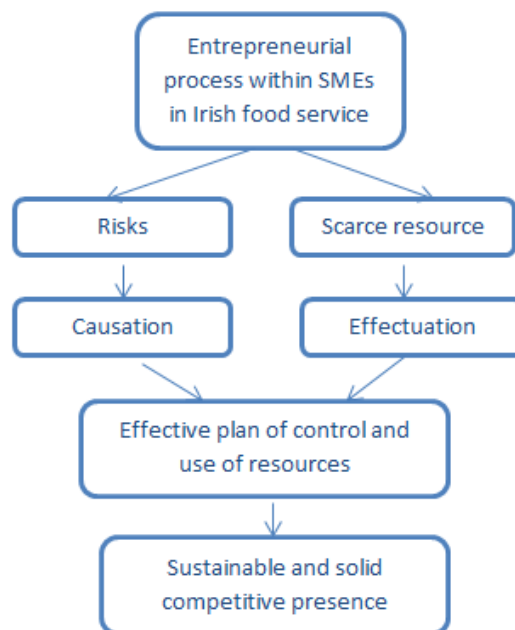 Entrepreneurial
process within SMEs
in Irish food service
Risks
Scarce resource
Causation
Effectuation
Effective plan of control and
use of resources
Sustainable and solid
competitive presence